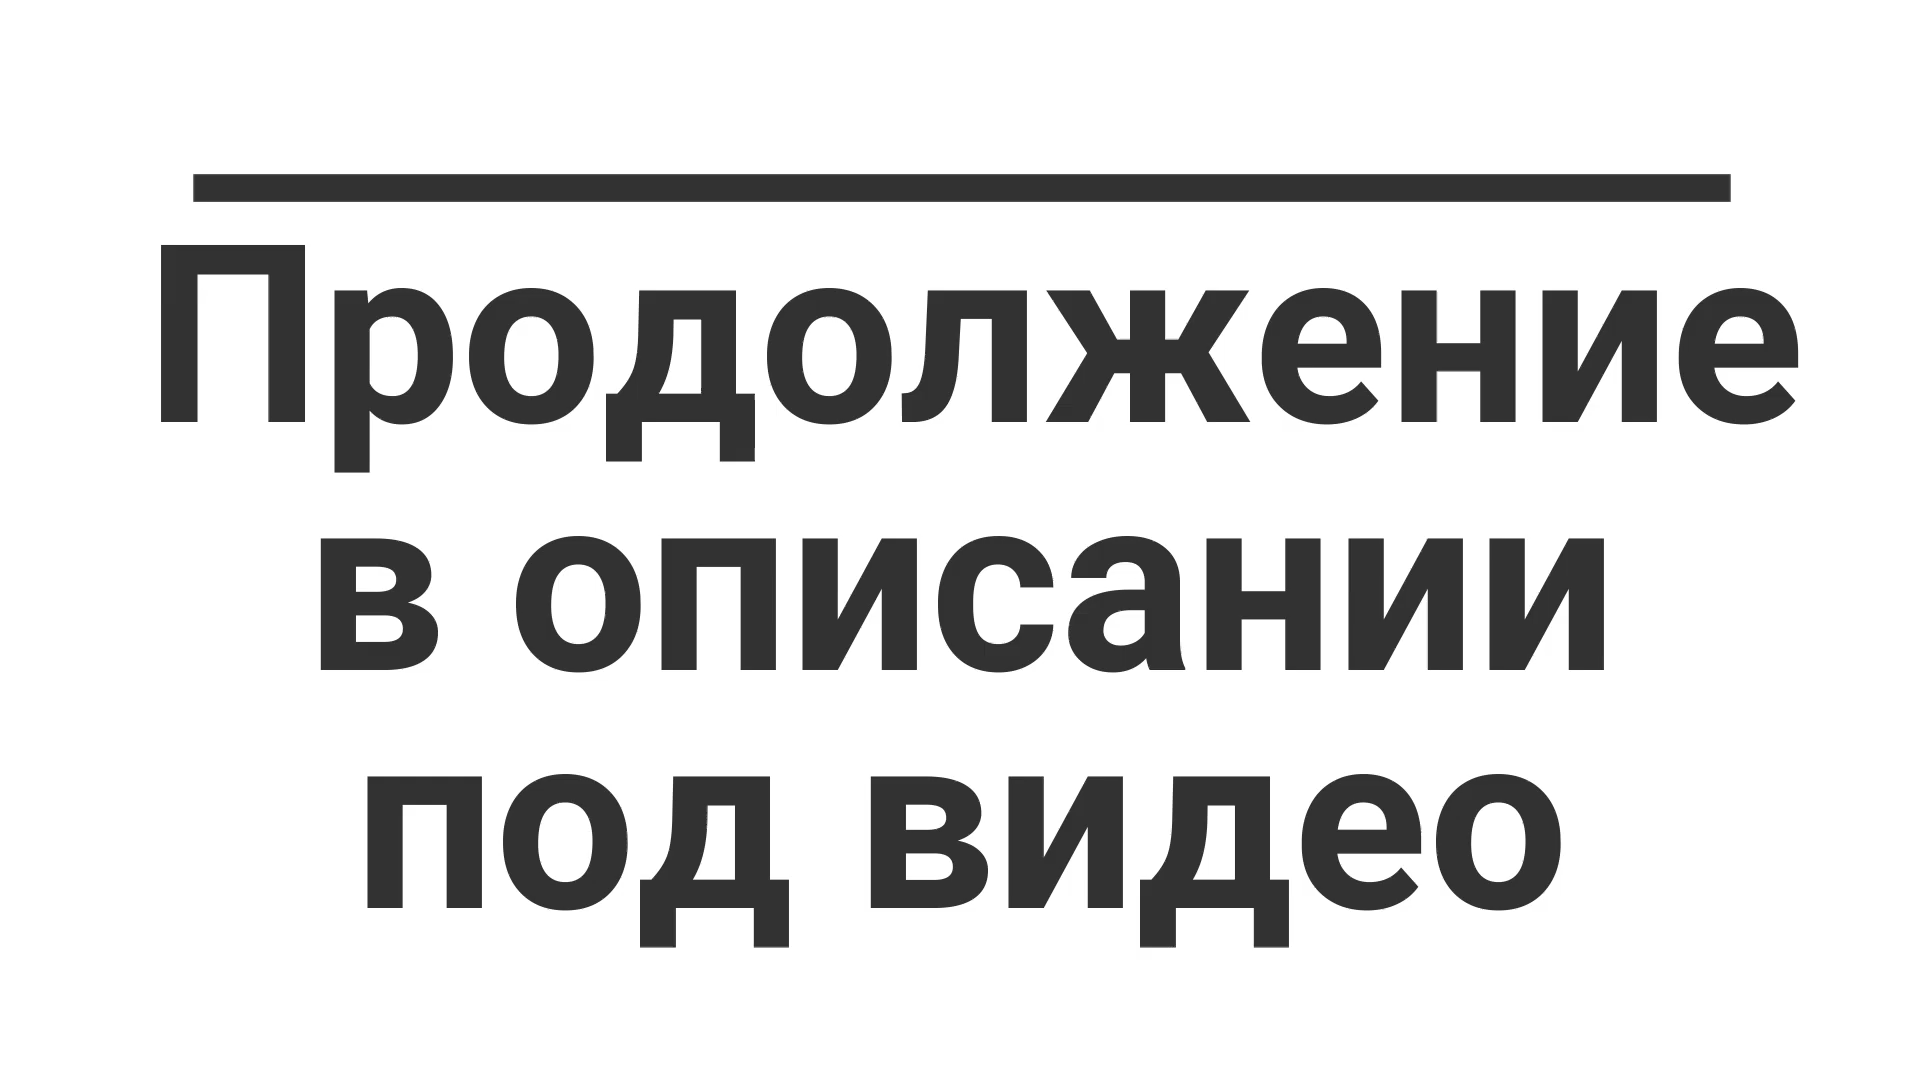 Продолжение
в описании
под видео